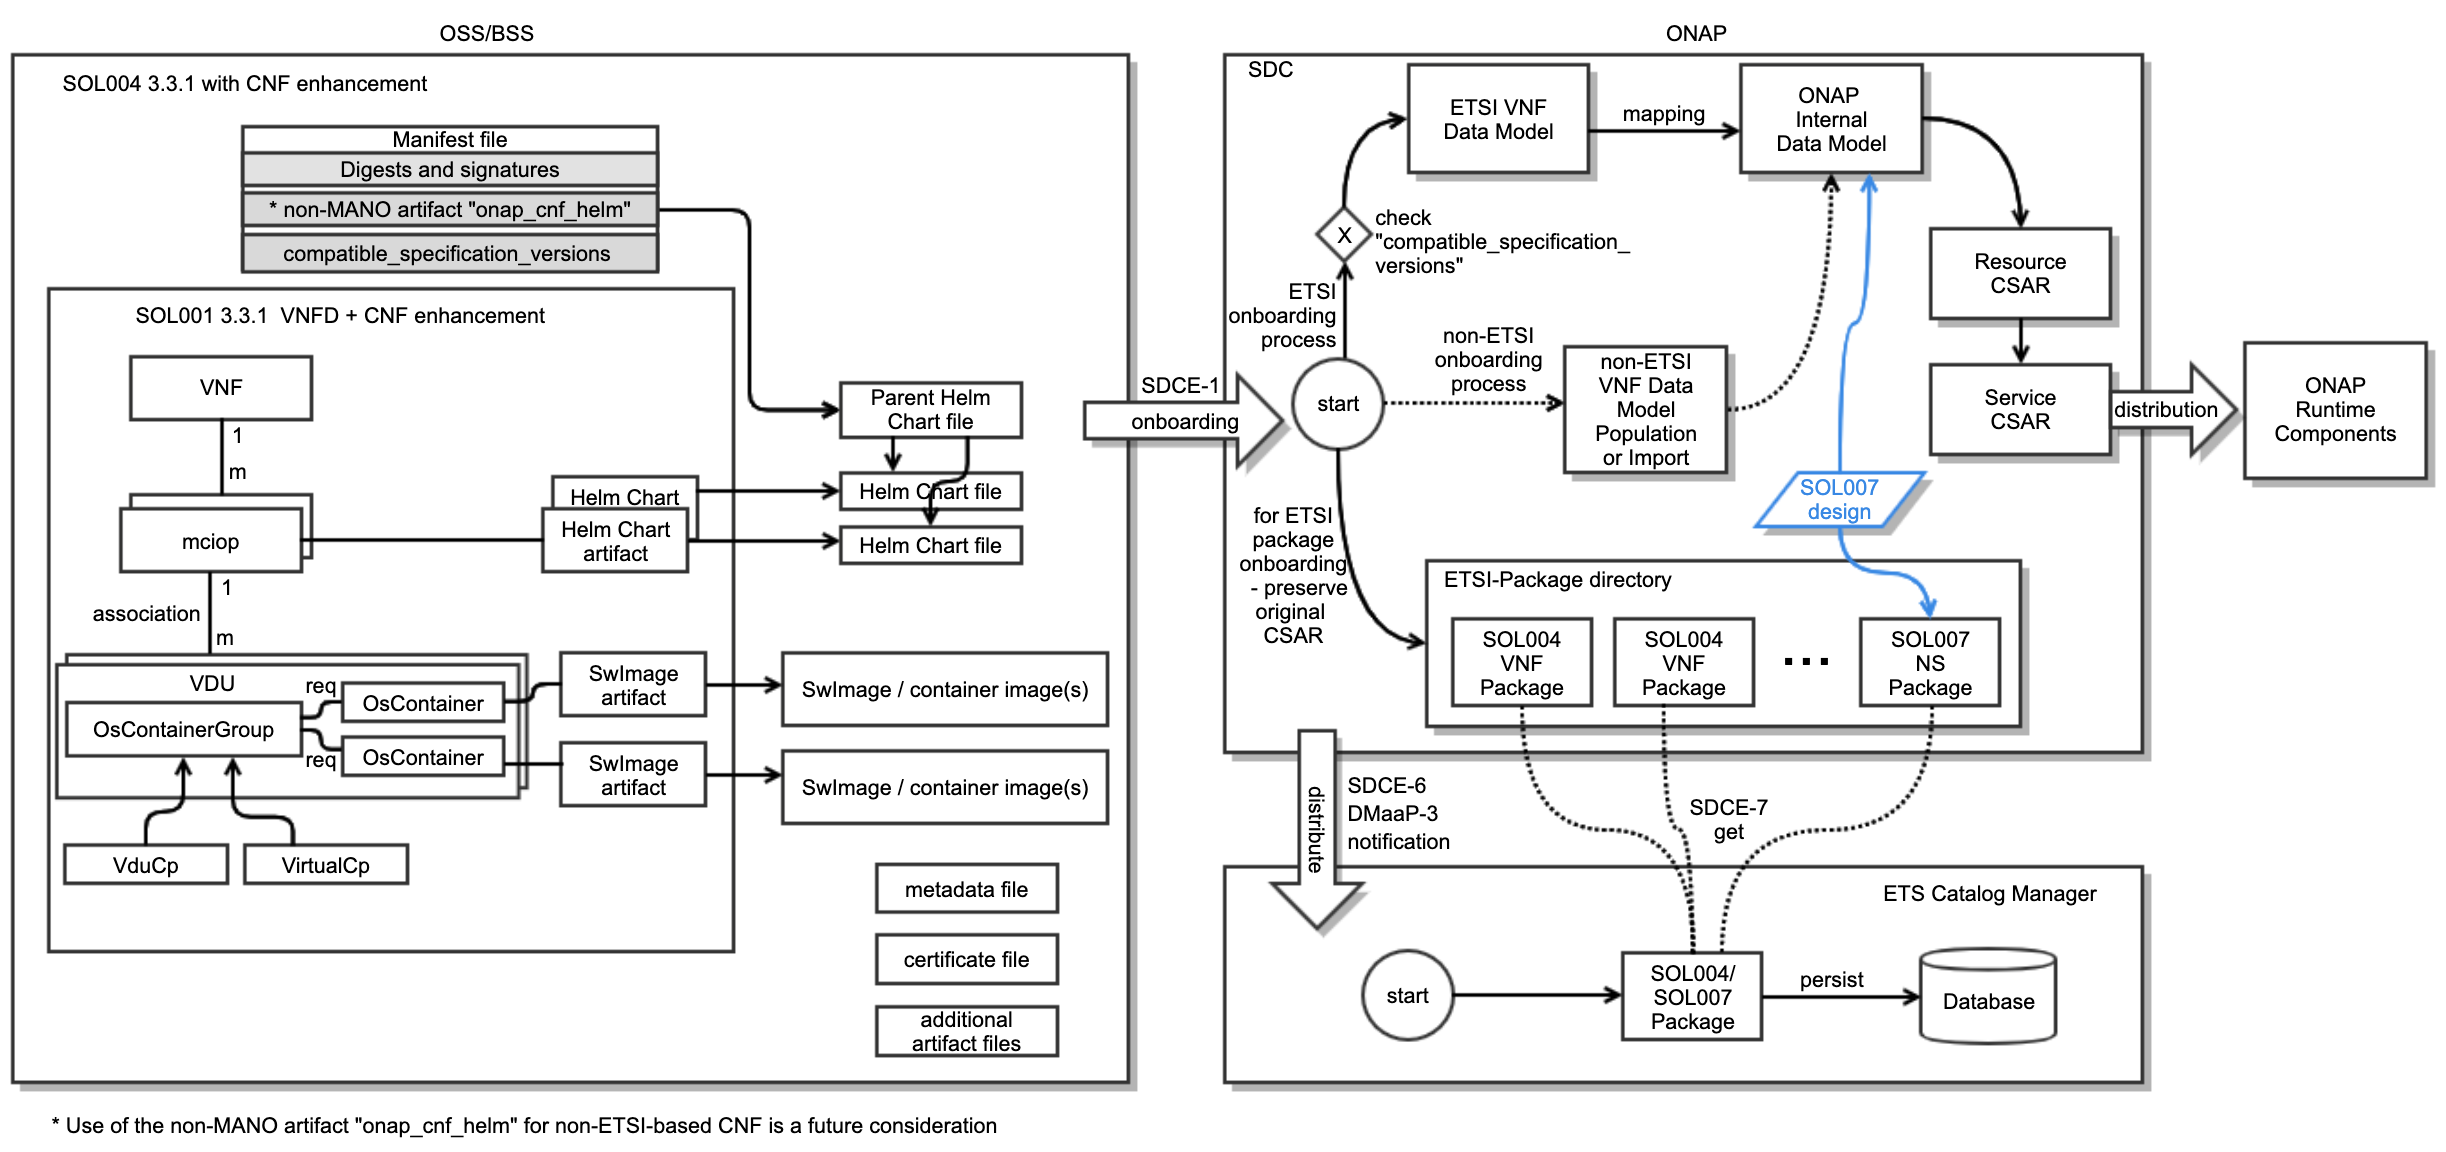 OSS/BSS
SOL004 3.3.1 with CNF enhancement
Manifest file
Digests and signatures
* non-MANO artifact "onap_cnf_helm"
compatible_specification_versions
SOL001 3.3.1  VNFD + CNF enhancement
VNF
1
m
mciop
Helm Chart
Helm Chart
artifact
Parent Helm
Chart file
Helm Chart file
Helm Chart file
1
association
m
VDU
OsContainerGroup
req
OsContainer
req
OsContainer
SwImage
artifact
SwImage
artifact
SwImage / container image(s)
SwImage / container image(s)
VduCp
VirtualCp
metadata file
certificate file
additional
artifact files
* Use of the non-MANO artifact "onap_cnf_helm" for non-ETSI-based CNF is a future consideration
SDCE-1
onboarding
ONAP
SDC
ETSI VNF
Data Model
mapping
ONAP
Internal
Data Model
X
check
"compatible_specification_
versions"
ETSI
onboarding
process
start
non-ETSI
onboarding
process
non-ETSI
VNF Data
Model
Population
or Import
Resource
CSAR
Service
CSAR
distribution
ONAP
Runtime
Components
SOL007
design
for ETSI
package
onboarding
- preserve
original
CSAR
ETSI-Package directory
SOL004
VNF
Package
SOL004
VNF
Package
...
SOL007
NS
Package
distribute
SDCE-6
DMaaP-3
notification
SDCE-7
get
ETS Catalog Manager
start
SOL004/
SOL007
Package
persist
Database